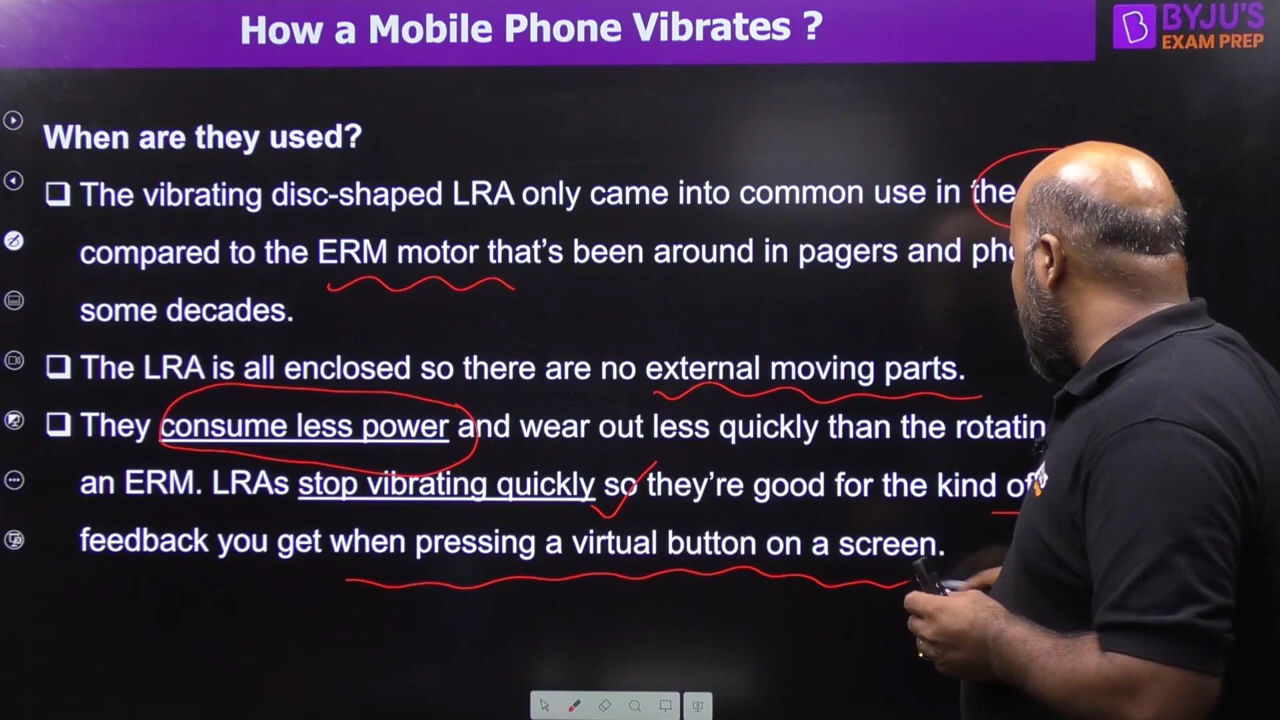 How a Mobile Phone Vibrates ?
BYJU'S
EXAM PREP
When are they used?
The vibrating disc-shaped LRA only came into common use in the
compared to the ERM motor that's been around in pagers and
some decades.
The LRA is all enclosed so there are no external moving parts.
They consume less power and wear out less quickly than the
an ERM. LRAs stop vibrating quickly so they're good for the kind of
feedback you get when pressing a virtual button on a screen.